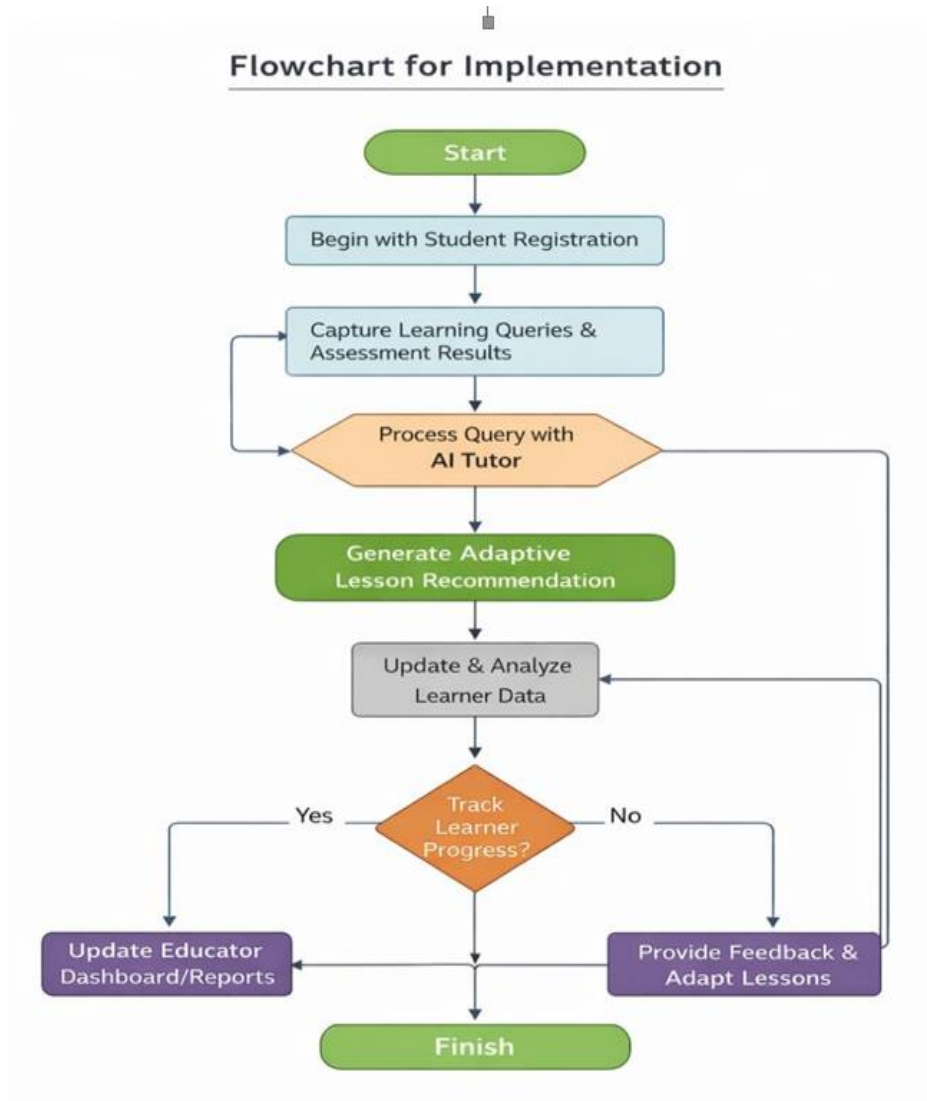 Flowchart for Implementation
Start
Begin with Student Registration
Capture Learning Queries &
Assessment Results
Process Query with
AI Tutor
Generate Adaptive
Lesson Recommendation
Update & Analyze
Learner Data
Track
Learner
Progress?
Yes
No
Update Educator
Dashboard/Reports
Provide Feedback &
Adapt Lessons
Finish